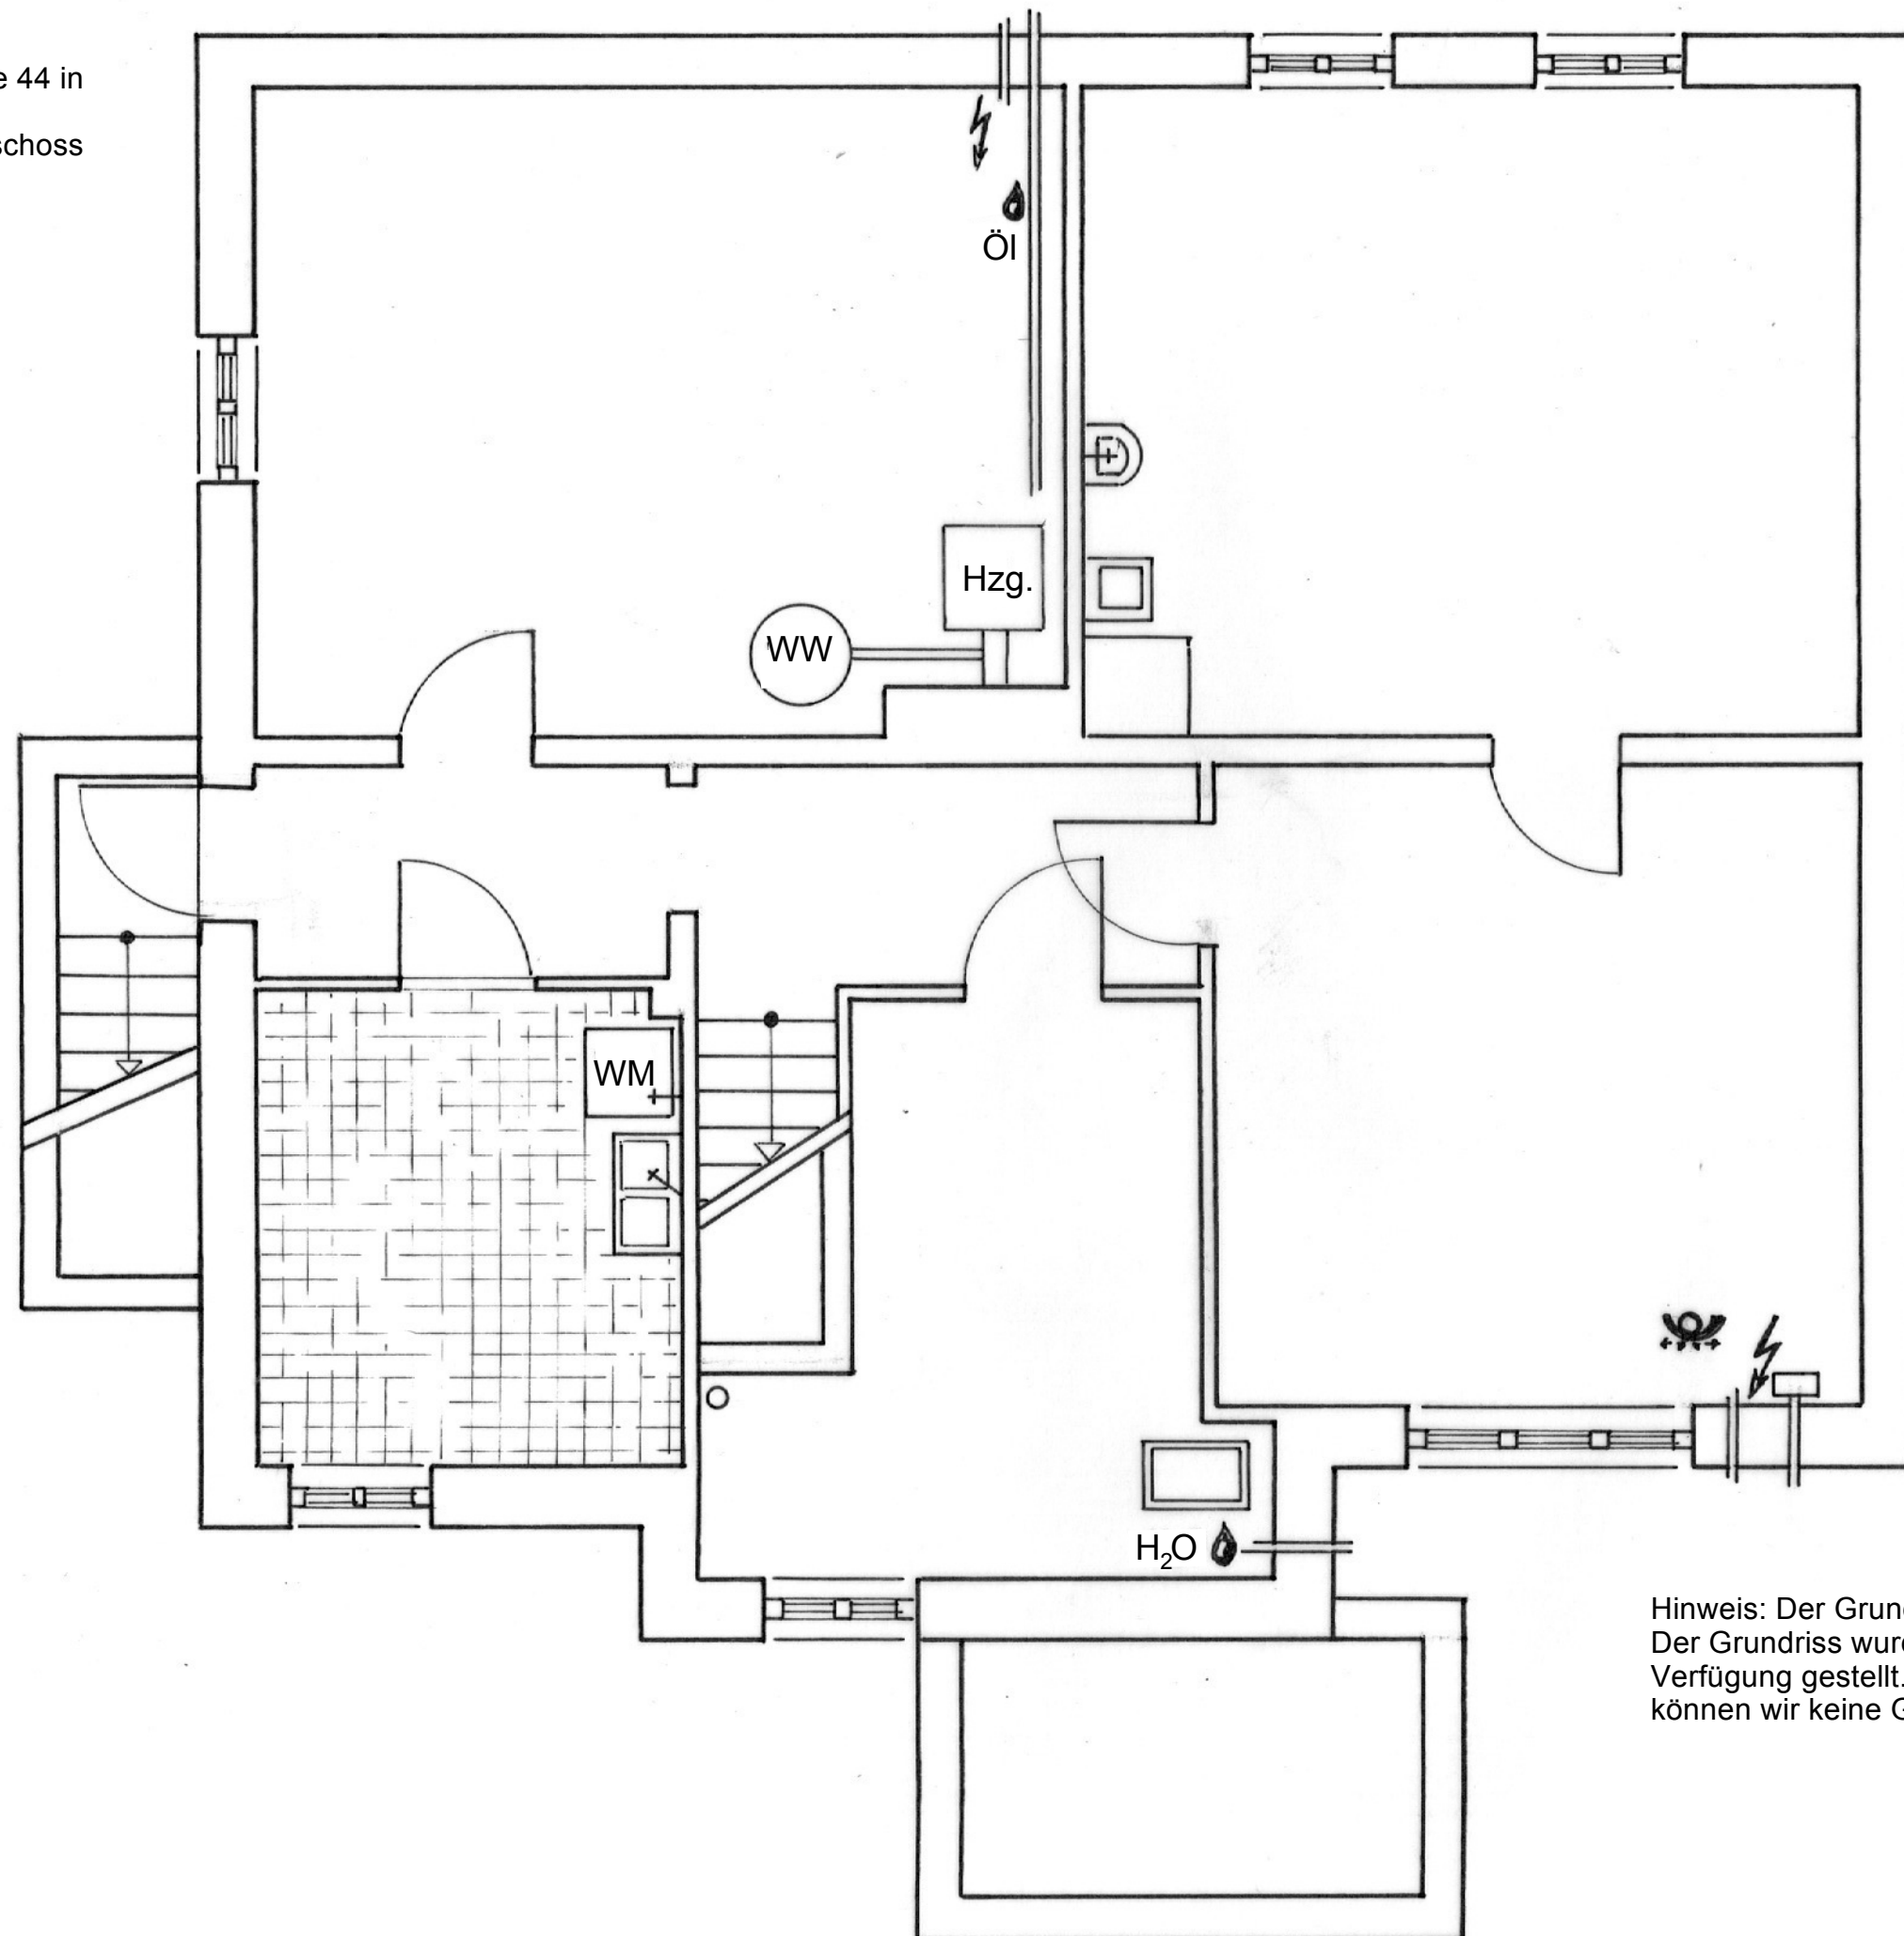 e 44 in
schoss
Öl
Hzg.
WW
WM
H₂O
Hinweis: Der Grun
Der Grundriss wur
Verfügung gestellt.
können wir keine G